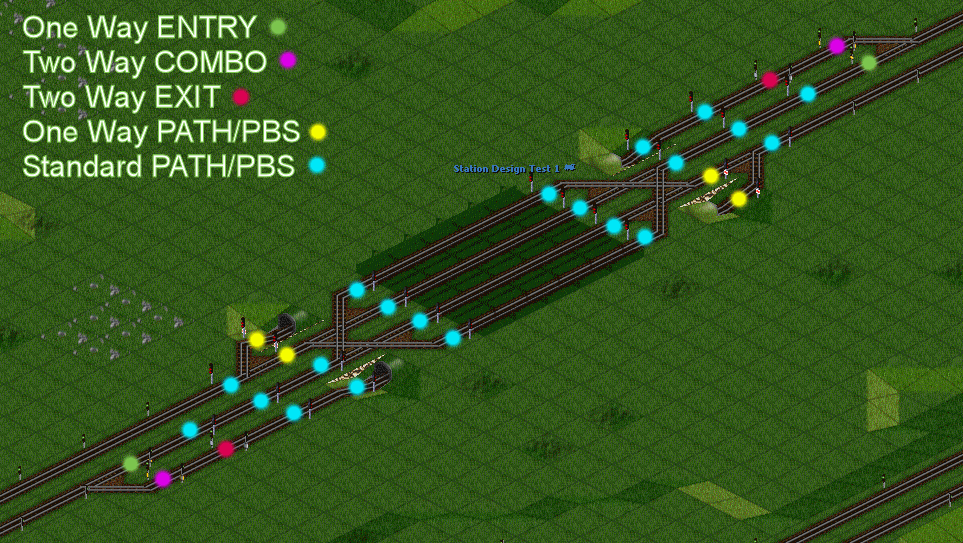 One Way ENTRY
Two Way COMBO
Two Way EXIT
One Way PATH/PBS
Standard PATH/PBS
Station Design Test 1